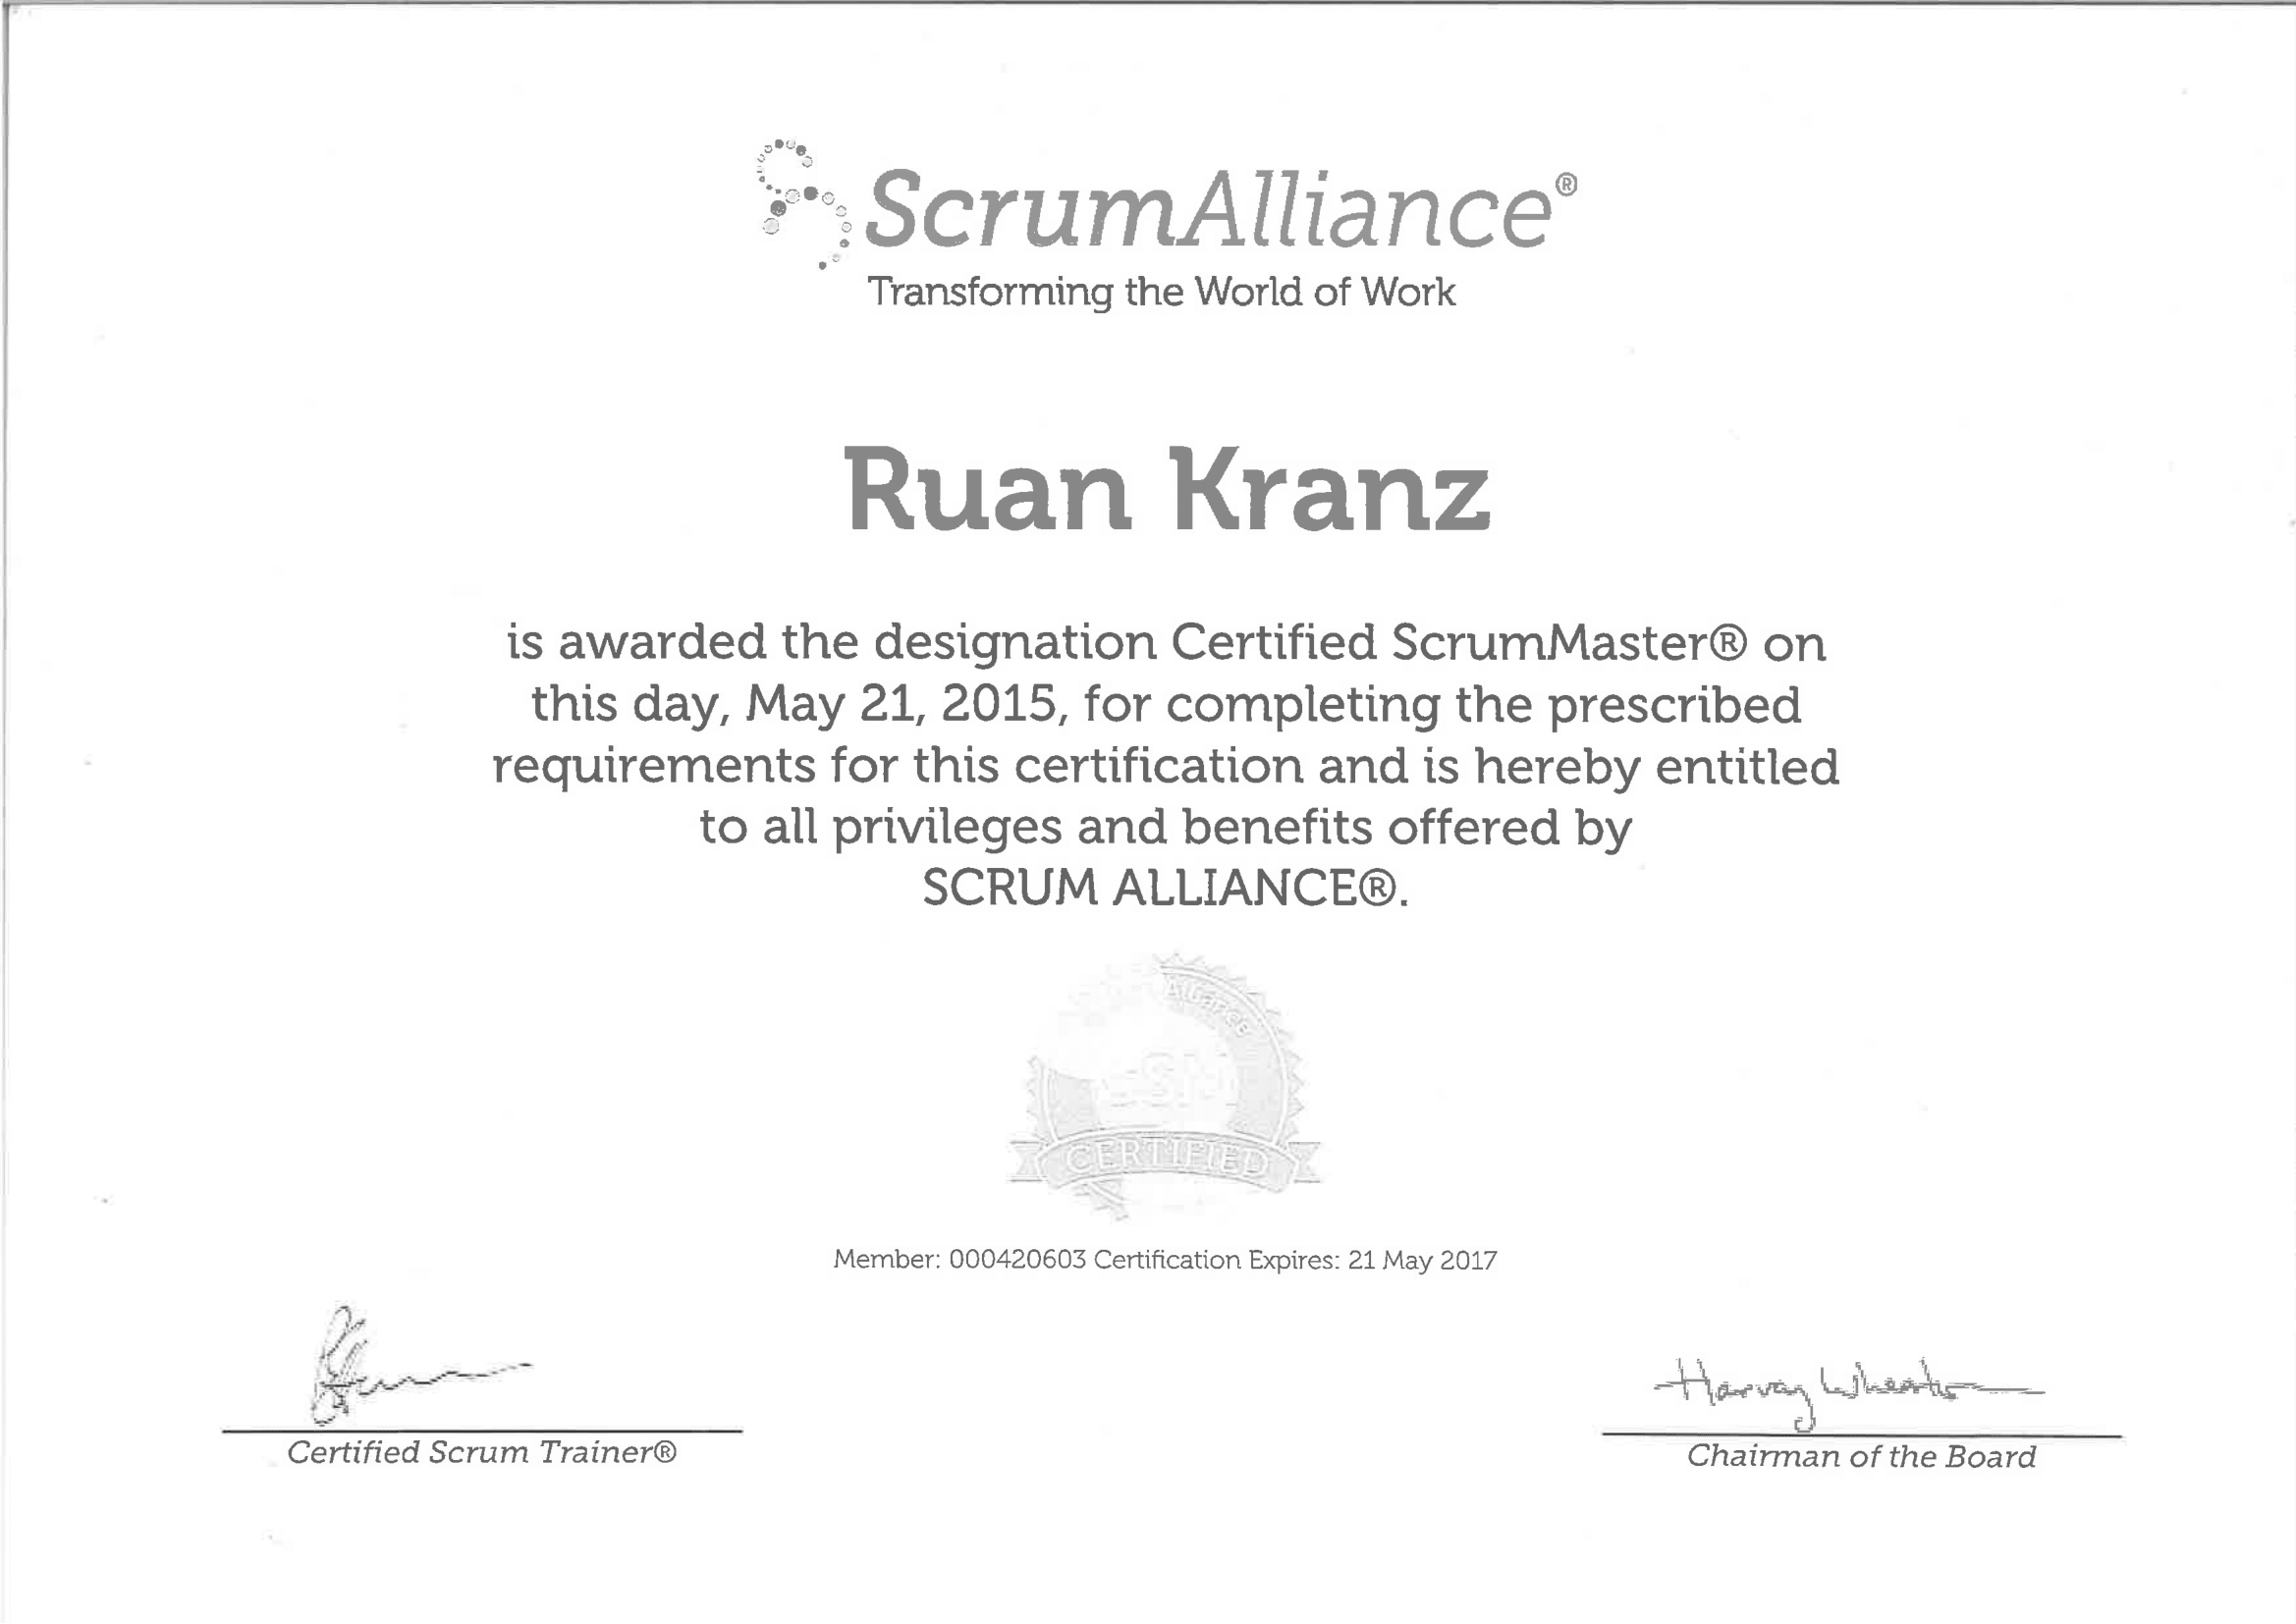 ScrumAlliance®
Transforming the World of Work
Ruan Kranz
is awarded the designation Certified ScrumMaster® on
this day, May 21, 2015, for completing the prescribed
requirements for this certification and is hereby entitled
to all privileges and benefits offered by
SCRUM ALLIANCE®.
Alliance
CERTIFIED
Member: 000420603 Certification Expires: 21 May 2017
Harvey
Certified Scrum Trainer®
Chairman of the Board